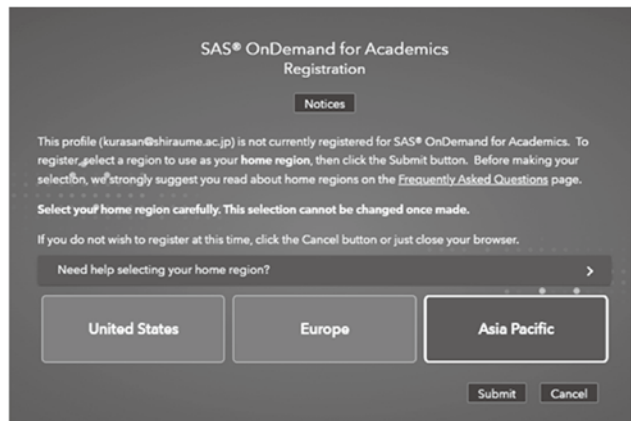 SAS® OnDemand for Academics
Registration
Notices
This profile (kurasan@shiraume.ac.jp) is not currently registered for SAS® OnDemand for Academics. To
register, select a region to use as your home region, then click the Submit button. Before making your
selection, we strongly suggest you read about home regions on the Frequently Asked Questions page.
Select your home region carefully. This selection cannot be changed once made.
If you do not wish to register at this time, click the Cancel button or just close your browser.
Need help selecting your home region?
United States Europe Asia Pacific
Submit Cancel